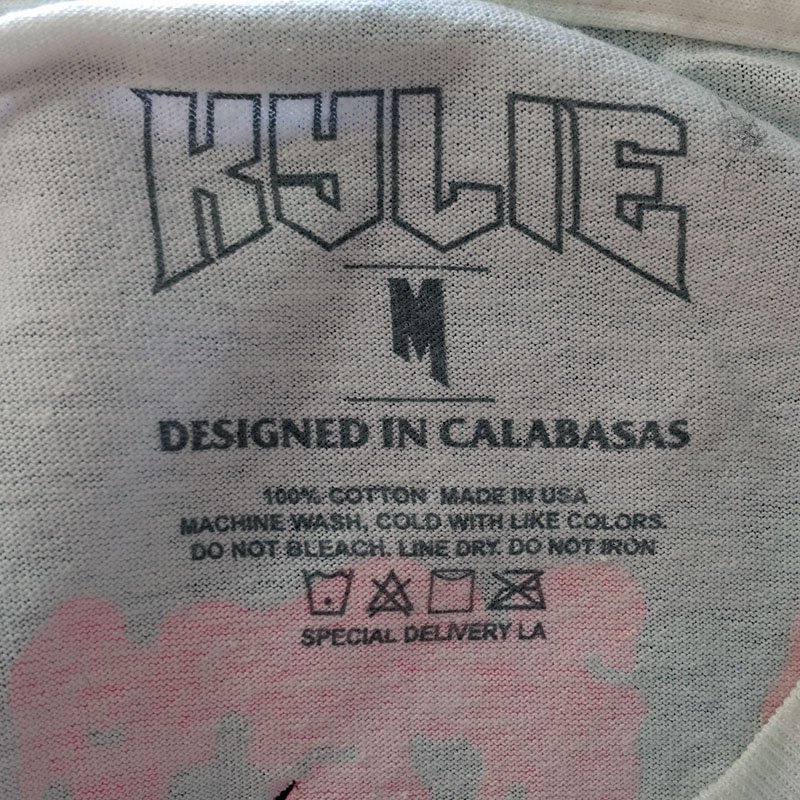 KYLIE
M
DESIGNED IN CALABASAS
100% COTTON MADE IN USA
MACHINE WASH, COLD WITH LIKE COLORS.
DO NOT BLEACH. LINE DRY. DO NOT IRON
SPECIAL DELIVERY LA